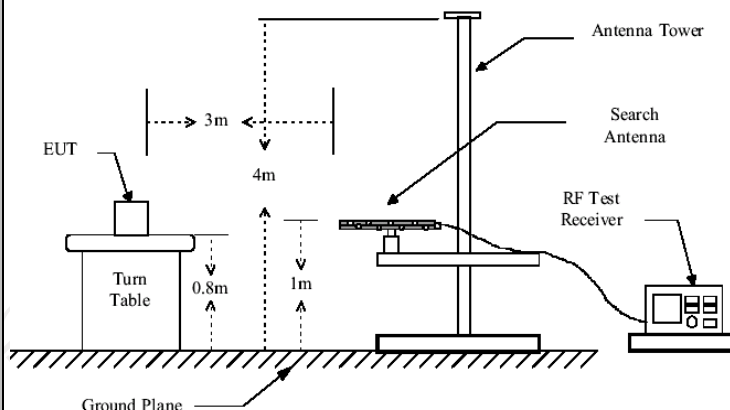 Antenna Tower
3m
Search
Antenna
EUT
4m
RF Test
Receiver
Turn
Table
0.8m
1m
Ground Plane